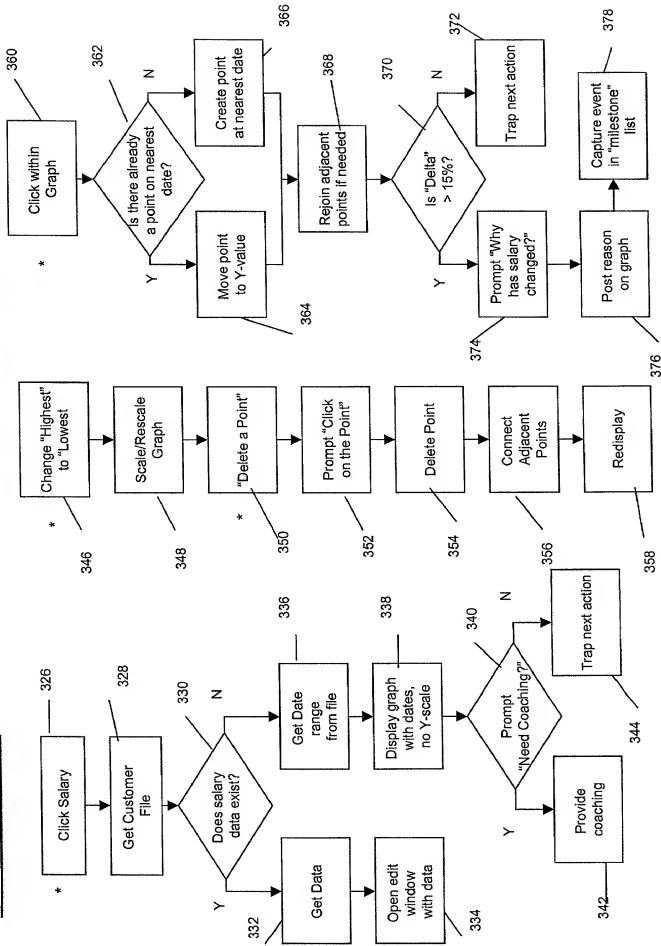 326
Click Salary
*
328
Get Customer
File
330
Does salary
data exist?
Y
N
332
Get Data
Open edit
window
with data
334
336
Get Date
range
from file
338
Display graph
with dates,
no Y-scale
340
Prompt
"Need Coaching?"
Y
N
Provide
coaching
342
Trap next action
344
Change "Highest"
to "Lowest
*
346
Scale/Rescale
Graph
348
"Delete a Point"
*
350
Prompt "Click
on the Point"
352
Delete Point
354
Connect
Adjacent
Points
356
Redisplay
358
360
Click within
Graph
*
362
Is there already
a point on nearest
date?
Y
N
Move point
to Y-value
364
366
Create point
at nearest date
368
Rejoin adjacent
points if needed
370
Is "Delta"
> 15%?
Y
N
372
Trap next action
Prompt "Why
has salary
changed?"
374
Post reason
on graph
376
Capture event
in "milestone"
list
378